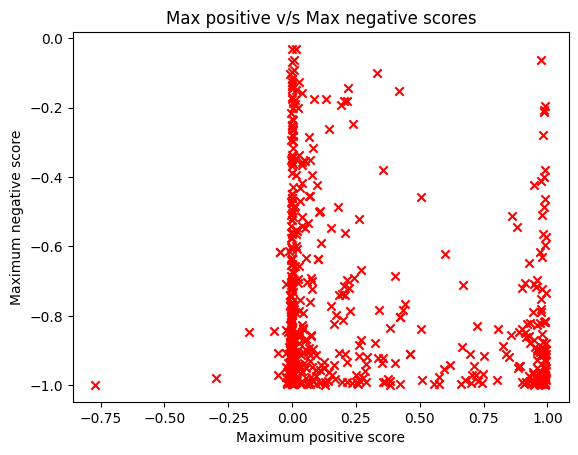 Max positive v/s Max negative scores
0.0
−0.2
−0.4
−0.6
−0.8
−1.0
Maximum negative score
−0.75 −0.50 −0.25 0.00 0.25 0.50 0.75 1.00
Maximum positive score